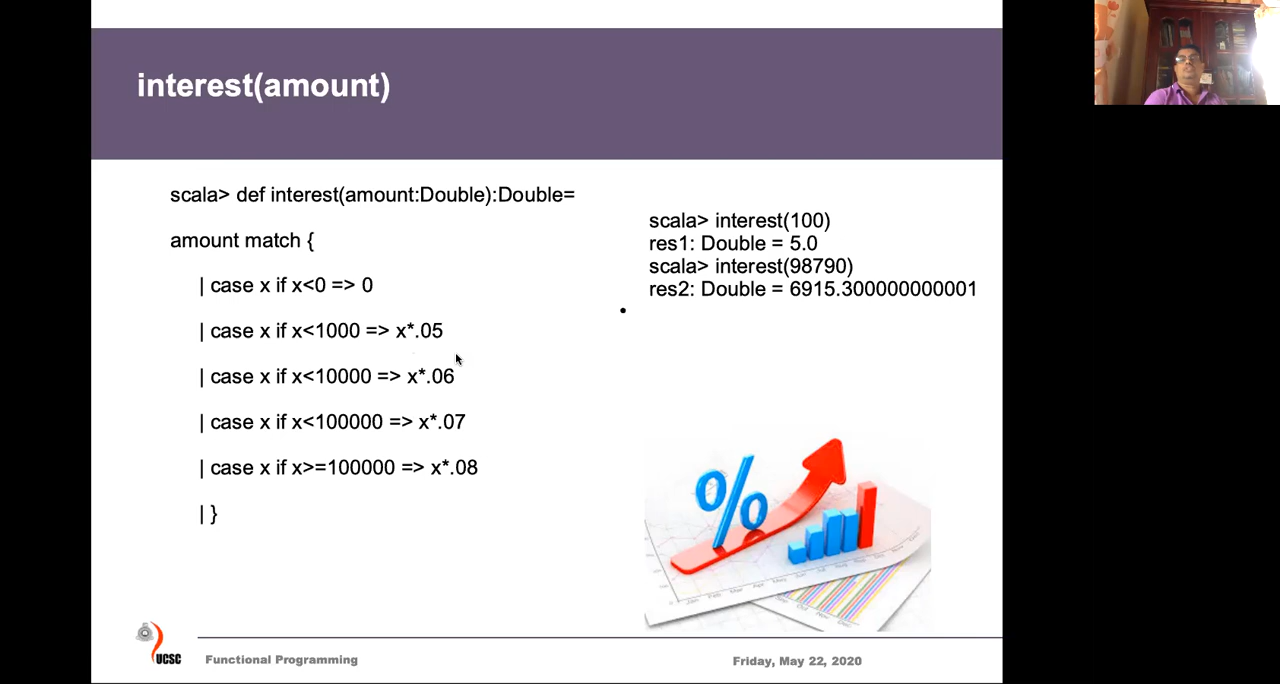 interest(amount)
scala> def interest(amount:Double):Double=
amount match {
| case x if x<0 => 0
| case x if x<1000 => x*.05
| case x if x<10000 => x*.06
| case x if x<100000 => x*.07
| case x if x>=100000 => x*.08
| }
scala> interest(100)
res1: Double = 5.0
scala> interest(98790)
res2: Double = 6915.300000000001
%
UCSC
Functional Programming
Friday, May 22, 2020